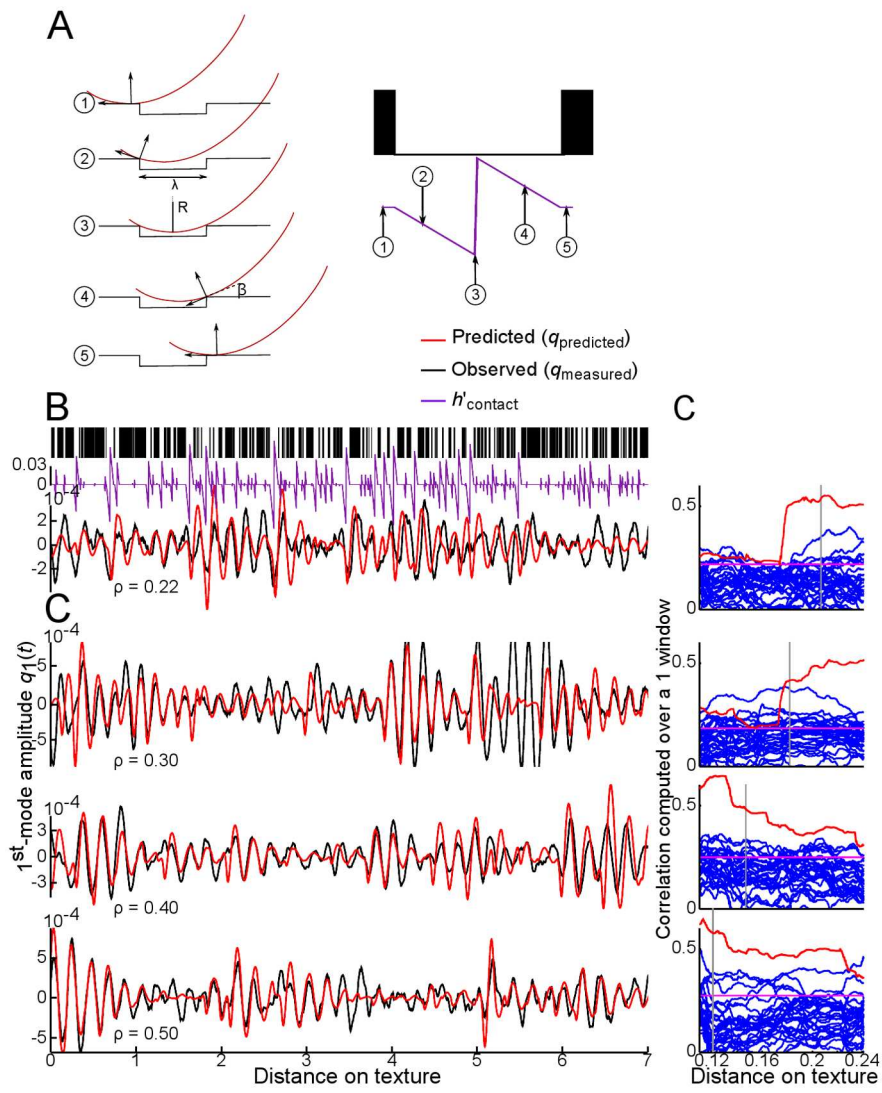 A
1
2
λ
3
R
4
β
5
1
2
3
4
5
Predicted (qpredicted)
Observed (qmeasured)
h'contact
B
C
0.03
0
10-4
2
0
-2
ρ = 0.22
0.5
0
C
10-4
5
0
-5
ρ = 0.30
0.5
0
10-4
3
0
-3
ρ = 0.40
0.5
0
10-4
5
0
-5
ρ = 0.50
0.5
0
1st-mode amplitude q1(t)
Correlation computed over a 1 window
0 1 2 3 4 5 6 7
Distance on texture
0.12 0.16 0.2 0.24
Distance on texture